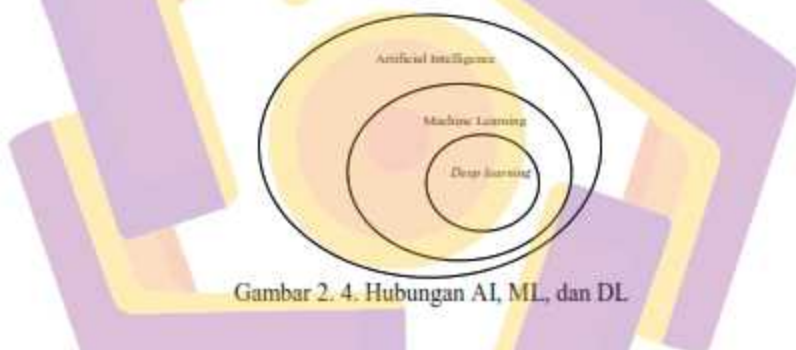 Artificial Intelligence
Machine Learning
Deep learning
Gambar 2. 4. Hubungan AI, ML, dan DL